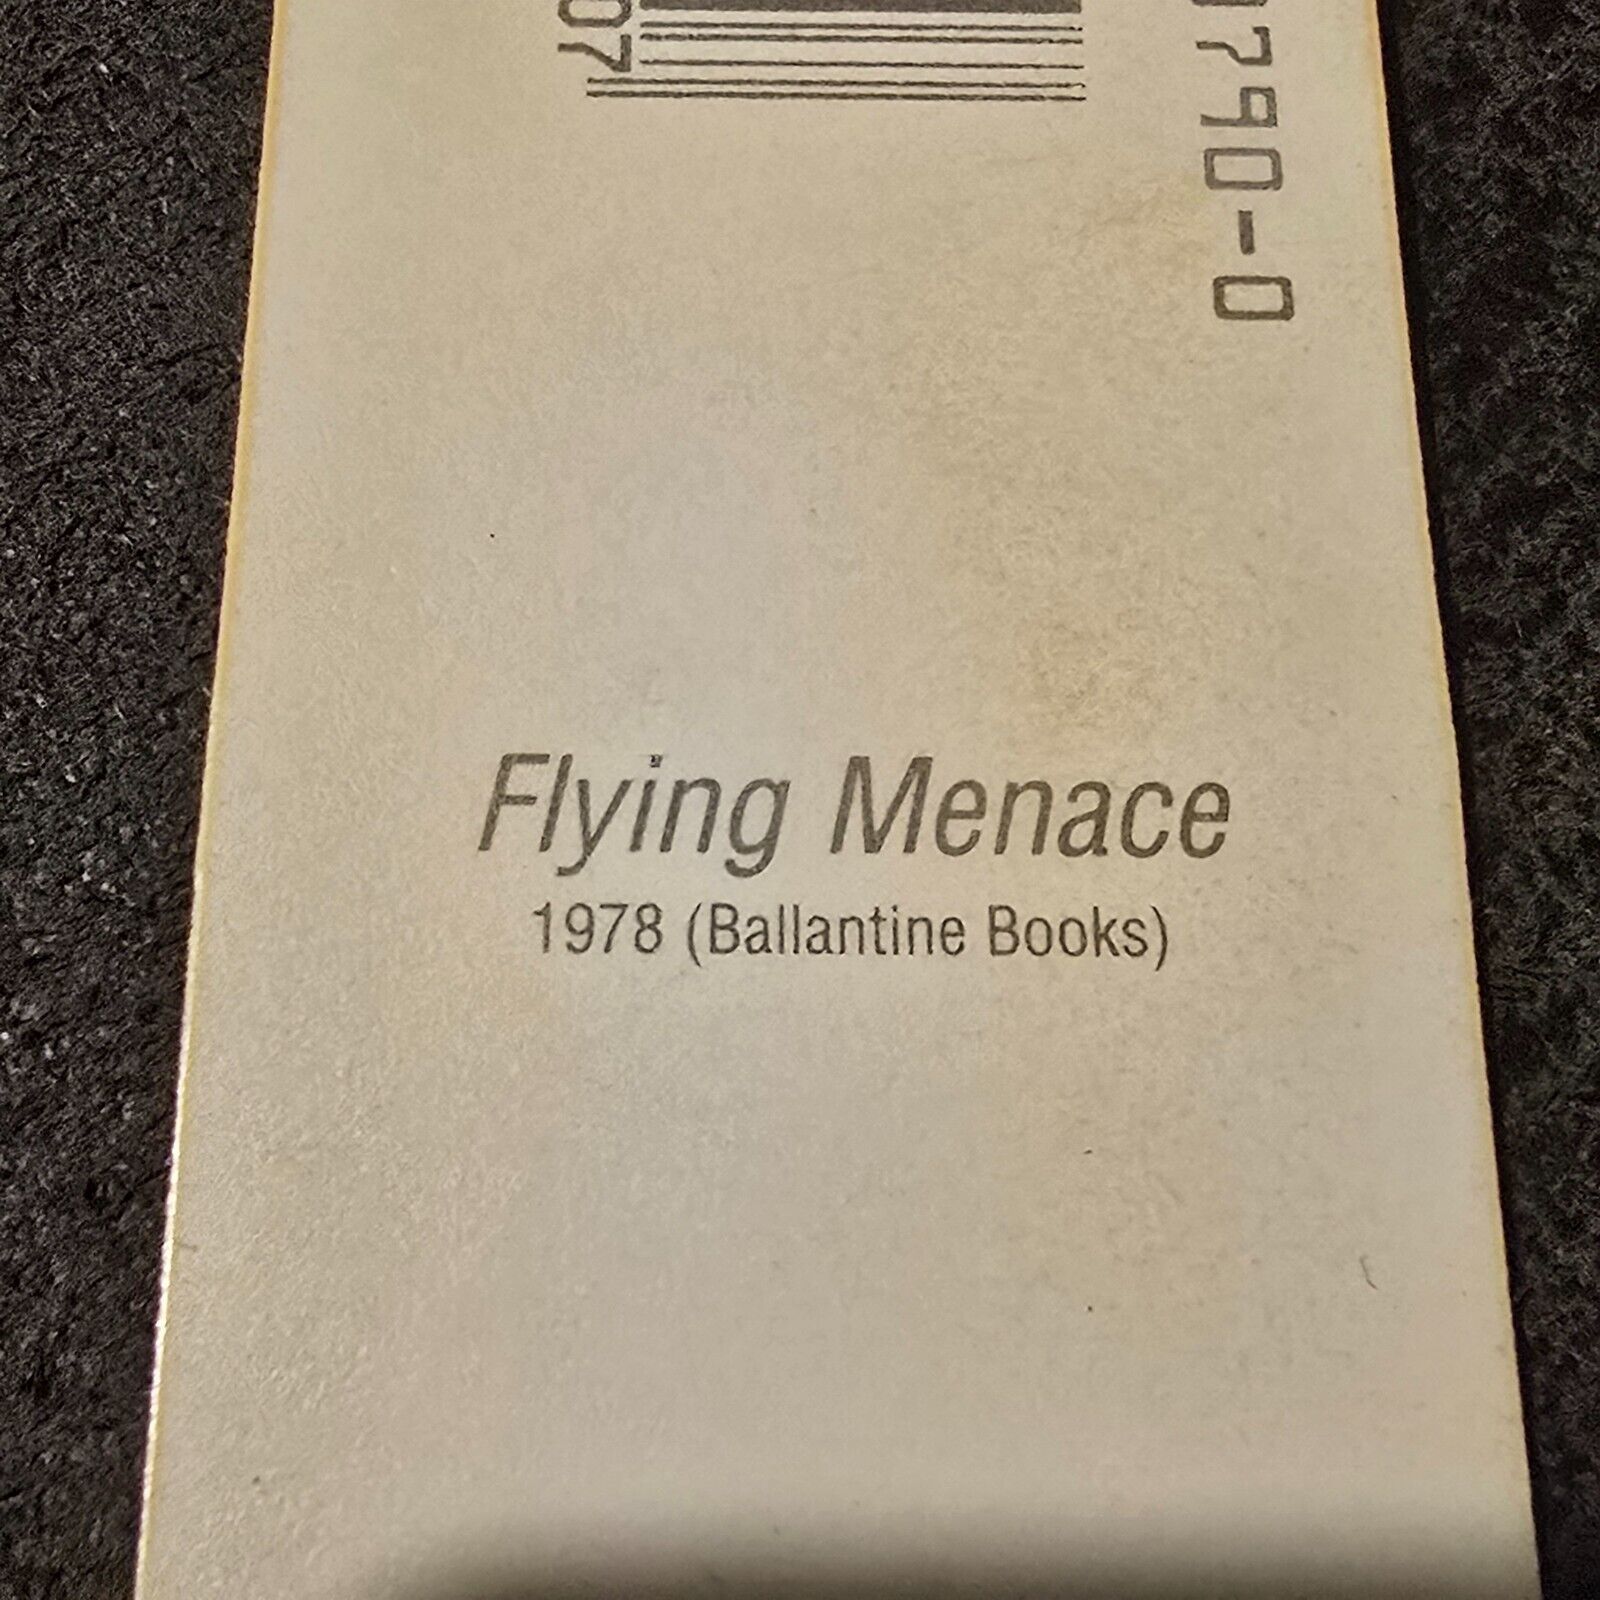 07
790-0
Flying Menace
1978 (Ballantine Books)